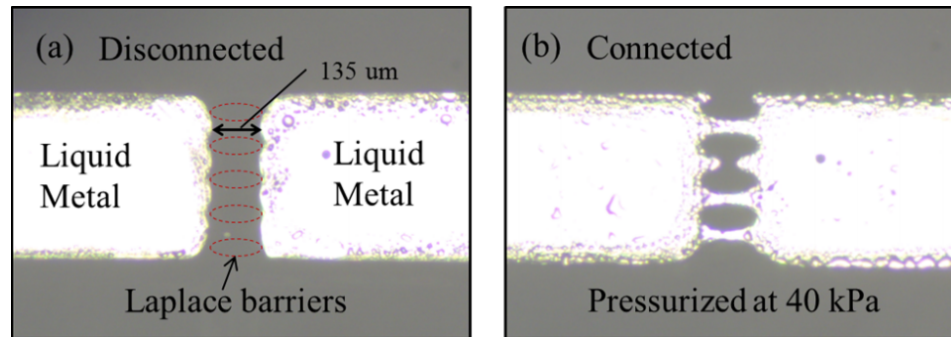 (a) Disconnected
135 um
Liquid
Metal
Liquid
Metal
Laplace barriers
(b) Connected
Pressurized at 40 kPa